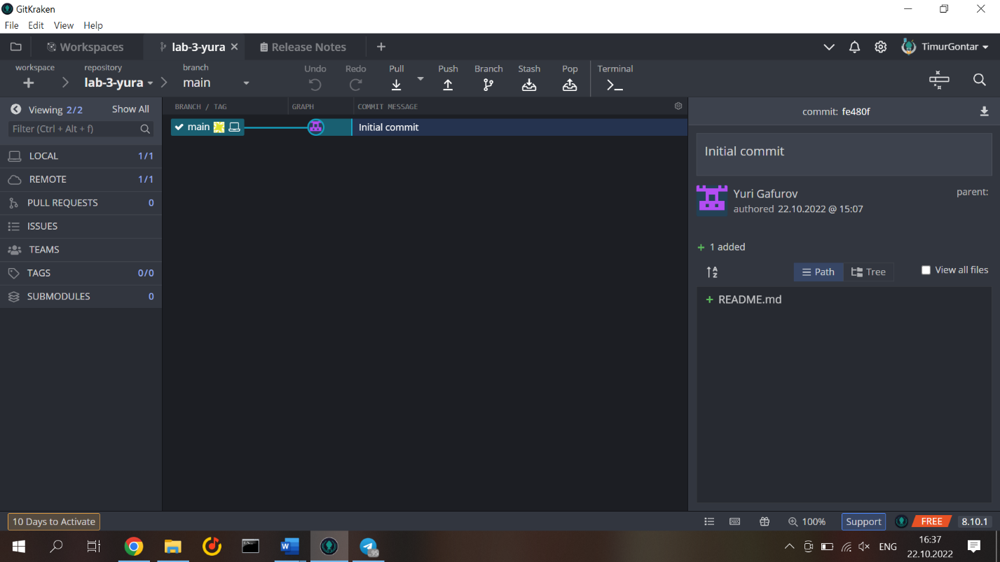 GitKraken
File Edit View Help
Workspaces lab-3-yura Release Notes TimurGontar
workspace repository branch Undo Redo Pull Push Branch Stash Pop Terminal
lab-3-yura main
Viewing 2/2 Show All
Filter (Ctrl + Alt + f)
LOCAL 1/1
REMOTE 1/1
PULL REQUESTS 0
ISSUES
TEAMS
TAGS 0/0
SUBMODULES 0
BRANCH / TAG GRAPH COMMIT MESSAGE
main Initial commit
commit: fe480f
Initial commit
Yuri Gafurov parent:
authored 22.10.2022 @ 15:07
+ 1 added
Path Tree View all files
+ README.md
10 Days to Activate 100% Support FREE 8.10.1
95 ENG 16:37
22.10.2022